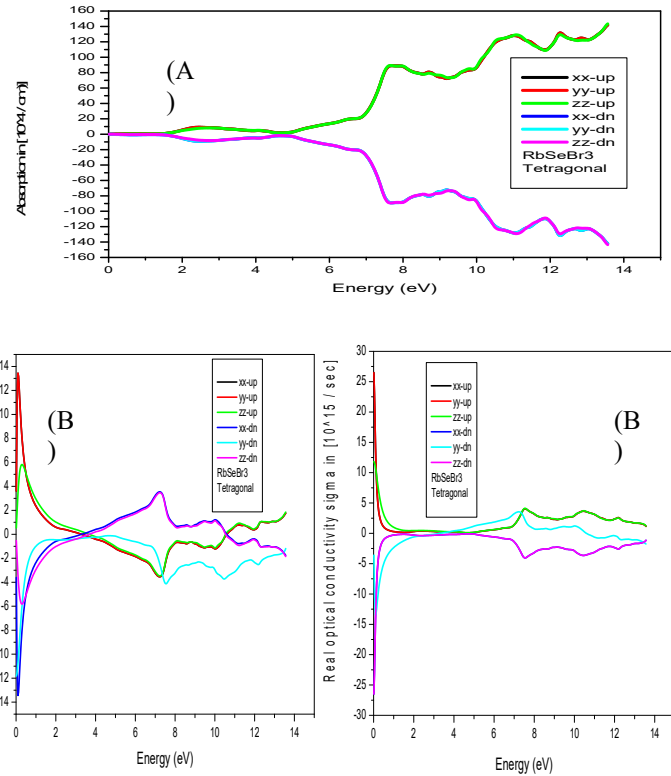 160
140
120
100
80
60
40
20
0
-20
-40
-60
-80
-100
-120
-140
-160
Absorption in [10^4 / cm)]
(A
)
xx-up
yy-up
zz-up
xx-dn
yy-dn
zz-dn
RbSeBr3
Tetragonal
0 2 4 6 8 10 12 14
Energy (eV)
14
12
10
8
6
4
2
0
-2
-4
-6
-8
10
12
14
(B
)
xx-up
yy-up
zz-up
xx-dn
yy-dn
zz-dn
RbSeBr3
Tetragonal
0 2 4 6 8 10 12 14
Energy (eV)
Real optical conductivity sigma in [10^15 / sec]
30
25
20
15
10
5
0
-5
-10
-15
-20
-25
-30
xx-up
yy-up
zz-up
xx-dn
yy-dn
zz-dn
RbSeBr3
Tetragonal
(B
)
0 2 4 6 8 10 12 14
Energy (eV)